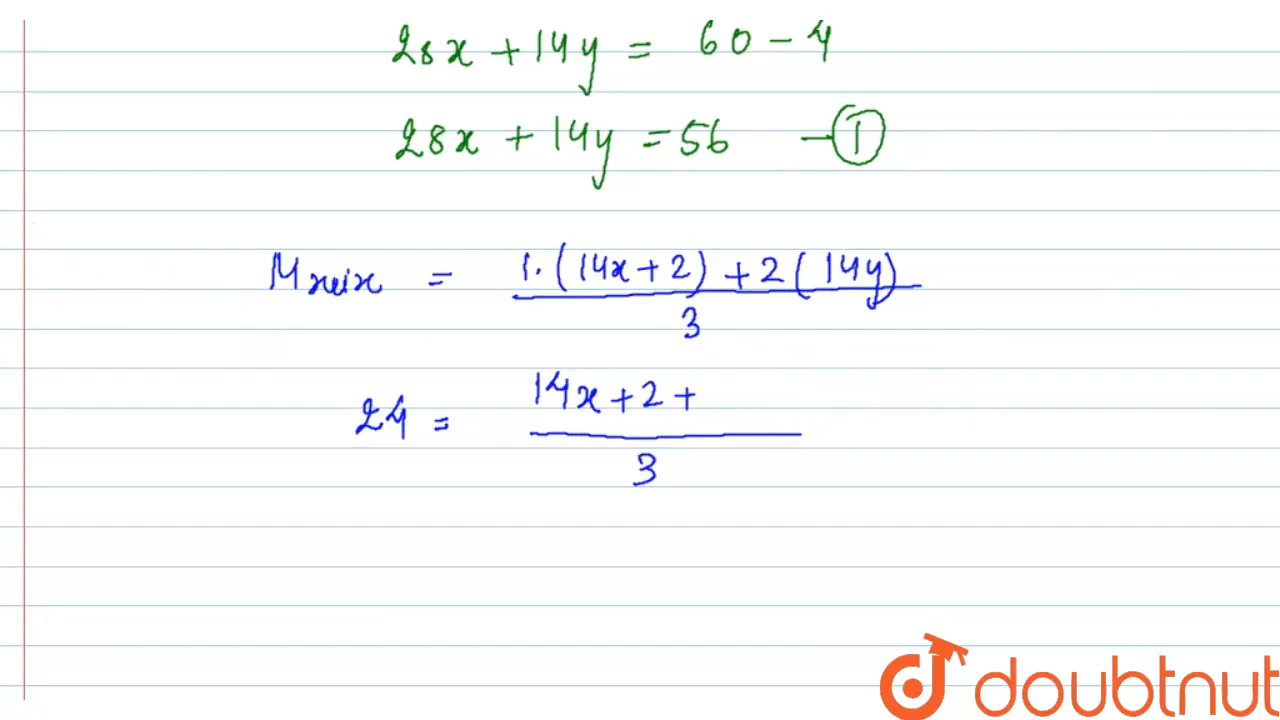 28x + 14y = 60 - 4
28x + 14y = 56 - ①
Mmix = 1.(14x + 2) + 2(14y)
3
24 = 14x + 2 +
3
doubtnut